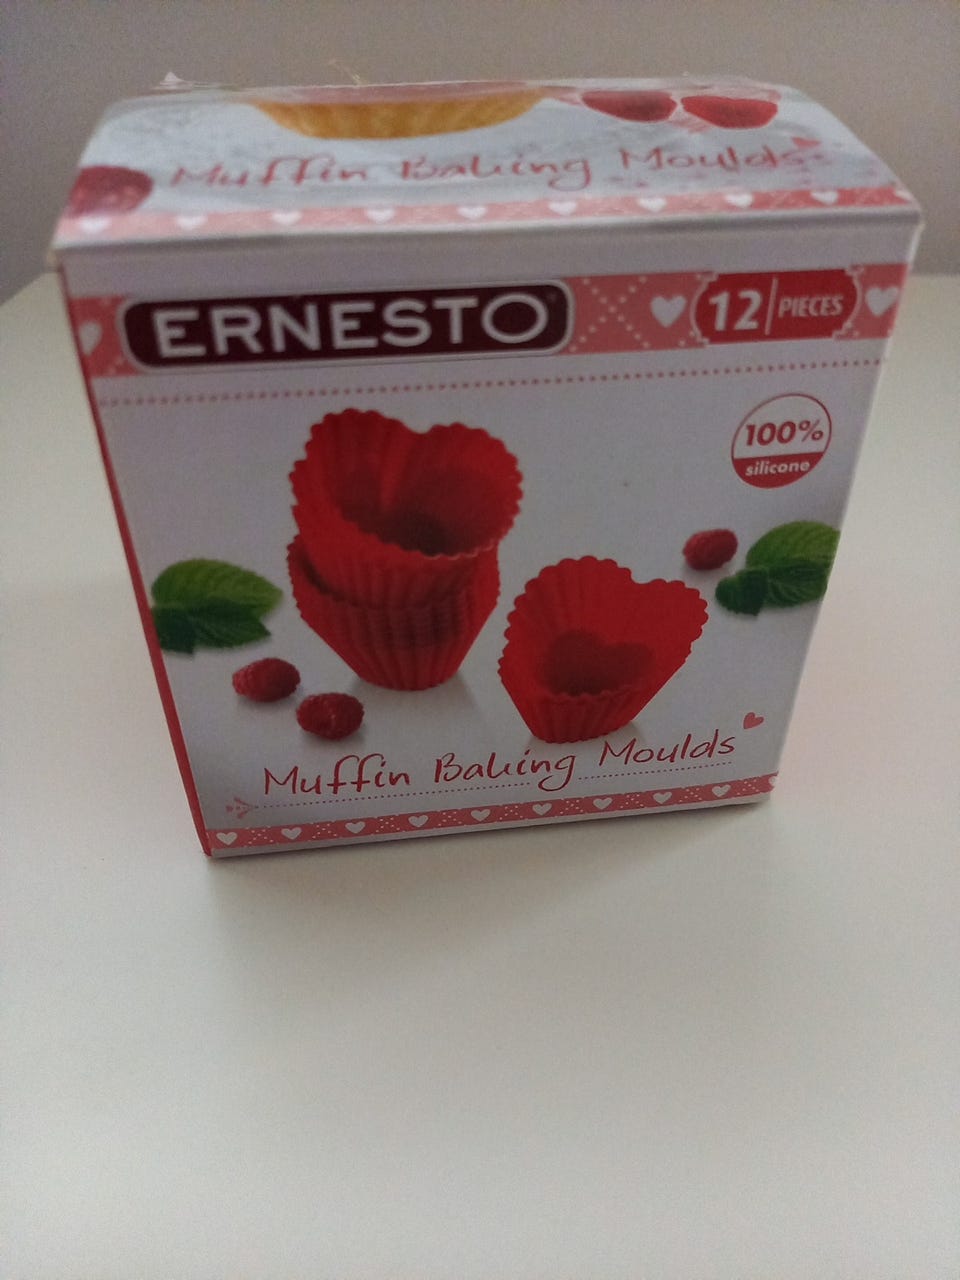 Muffin Baking Moulds
ERNESTO
12 PIECES
100%
silicone
Muffin Baking Moulds